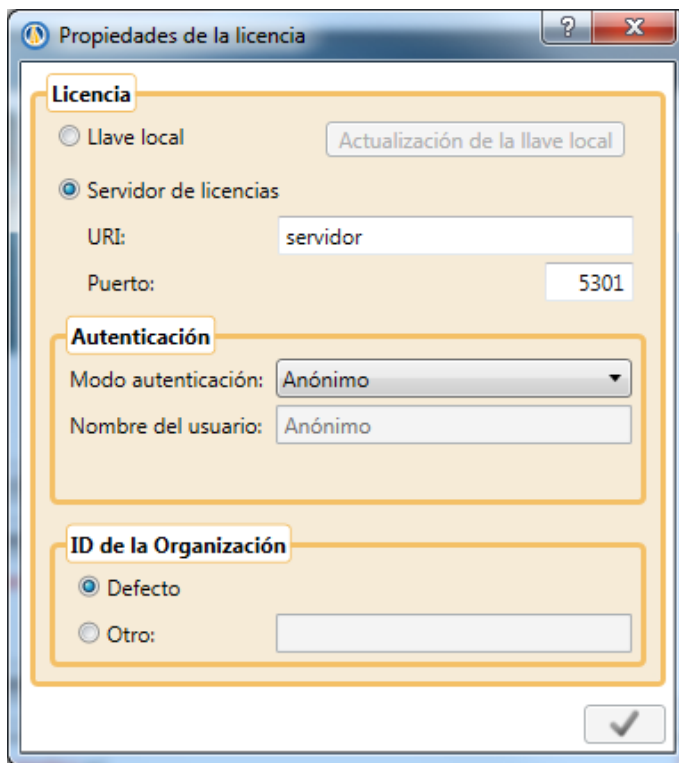 Propiedades de la licencia
Licencia
Llave local
Actualización de la llave local
Servidor de licencias
URI: servidor
Puerto: 5301
Autenticación
Modo autenticación: Anónimo
Nombre del usuario: Anónimo
ID de la Organización
Defecto
Otro: